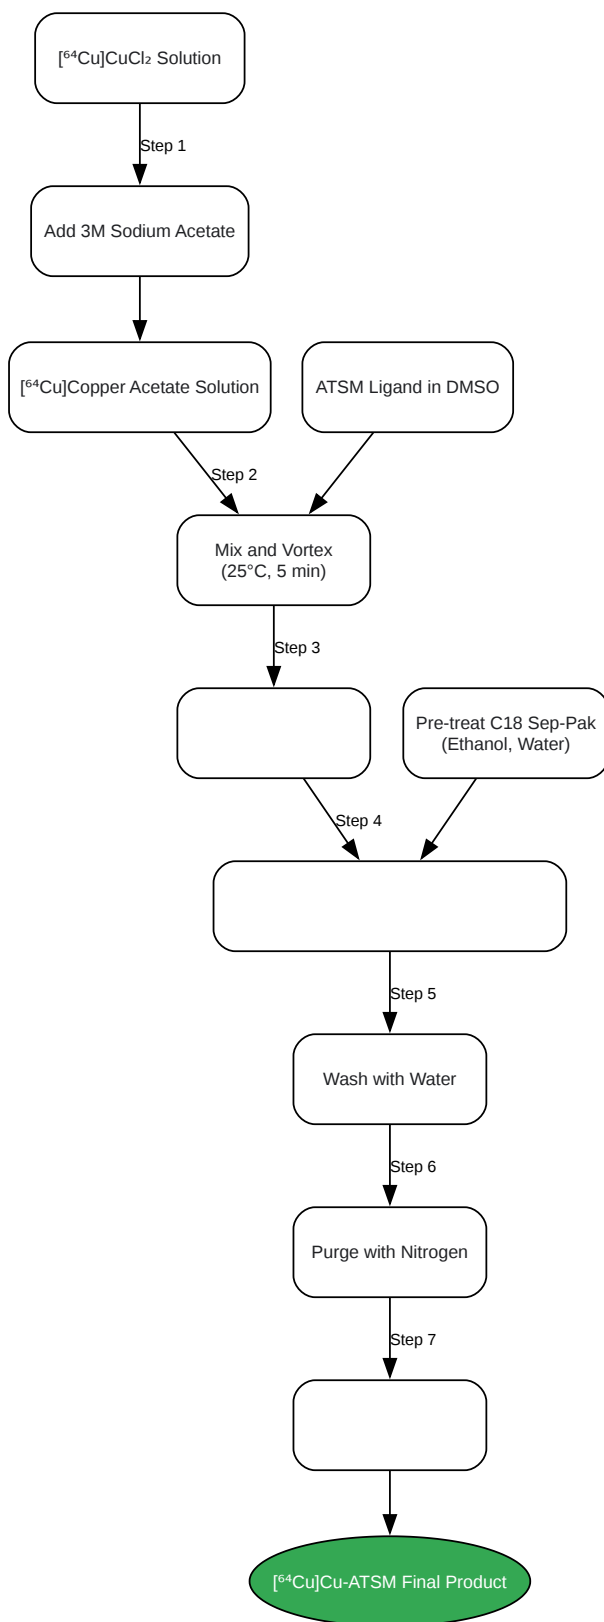 [⁶⁴Cu]CuCl₂ Solution
Step 1
Add 3M Sodium Acetate
[⁶⁴Cu]Copper Acetate Solution
ATSM Ligand in DMSO
Step 2
Mix and Vortex
(25°C, 5 min)
Step 3
Pre-treat C18 Sep-Pak
(Ethanol, Water)
Step 4
Step 5
Wash with Water
Step 6
Purge with Nitrogen
Step 7
[⁶⁴Cu]Cu-ATSM Final Product